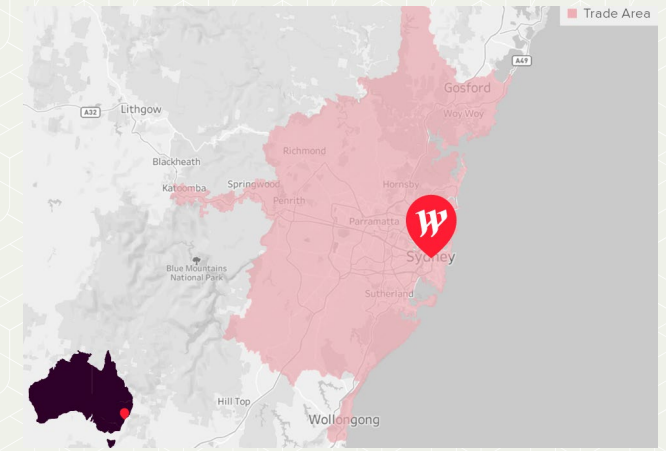 Trade Area
A49
Gosford
Lithgow
A32
Woy Woy
Richmond
Blackheath
Katoomba
Springwood
Hornsby
Penrith
Parramatta
Sydney
Blue Mountains
National Park
Sutherland
Hill Top
Wollongong